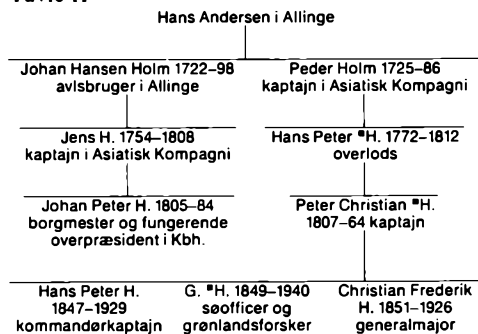 Hans Andersen i Allinge
Johan Hansen Holm 1722–98
avlsbruger i Allinge
Peder Holm 1725–86
kaptajn i Asiatisk Kompagni
Jens H. 1754–1808
kaptajn i Asiatisk Kompagni
Hans Peter *H. 1772–1812
overlods
Johan Peter H. 1805–84
borgmester og fungerende
overpræsident i Kbh.
Peter Christian *H.
1807–64 kaptajn
Hans Peter H.
1847–1929
kommandørkaptajn
G. *H. 1849–1940
søofficer og
grønlandsforsker
Christian Frederik
H. 1851–1926
generalmajor